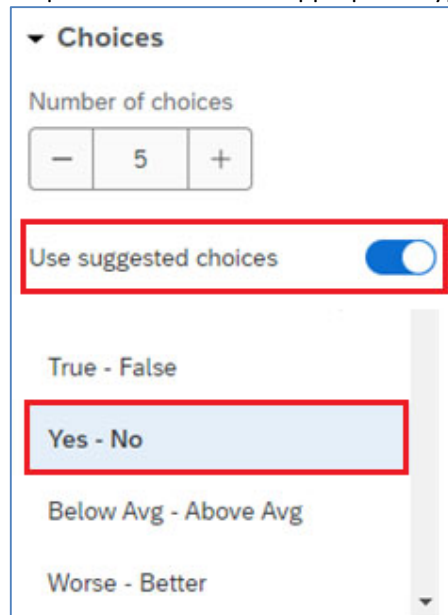 Choices
Number of choices
− 5 +
Use suggested choices
True - False
Yes - No
Below Avg - Above Avg
Worse - Better